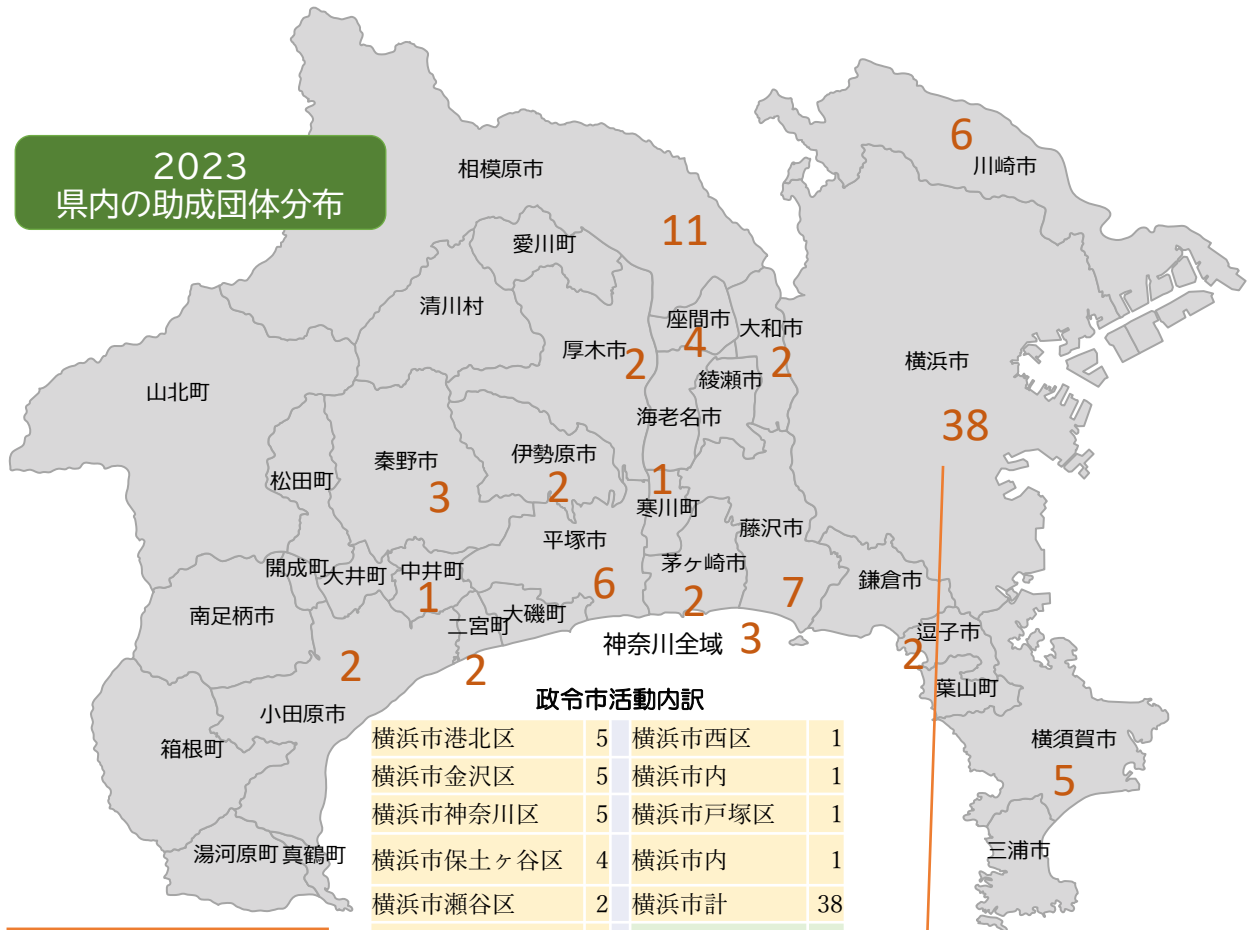 2023
県内の助成団体分布
6
川崎市
相模原市
11
愛川町
清川村
座間市
4
大和市
2
厚木市
2
横浜市
38
山北町
綾瀬市
海老名市
秦野市
3
伊勢原市
2
松田町
1
寒川町
藤沢市
7
平塚市
6
茅ヶ崎市
2
鎌倉市
開成町
大井町
中井町
1
南足柄市
二宮町
2
大磯町
神奈川全域 3
逗子市
2
葉山町
小田原市
2
箱根町
横須賀市
5
湯河原町
真鶴町
三浦市
政令市活動内訳
横浜市港北区 5 横浜市西区 1
横浜市金沢区 5 横浜市内 1
横浜市神奈川区 5 横浜市戸塚区 1
横浜市保土ヶ谷区 4 横浜市内 1
横浜市瀬谷区 2 横浜市計 38